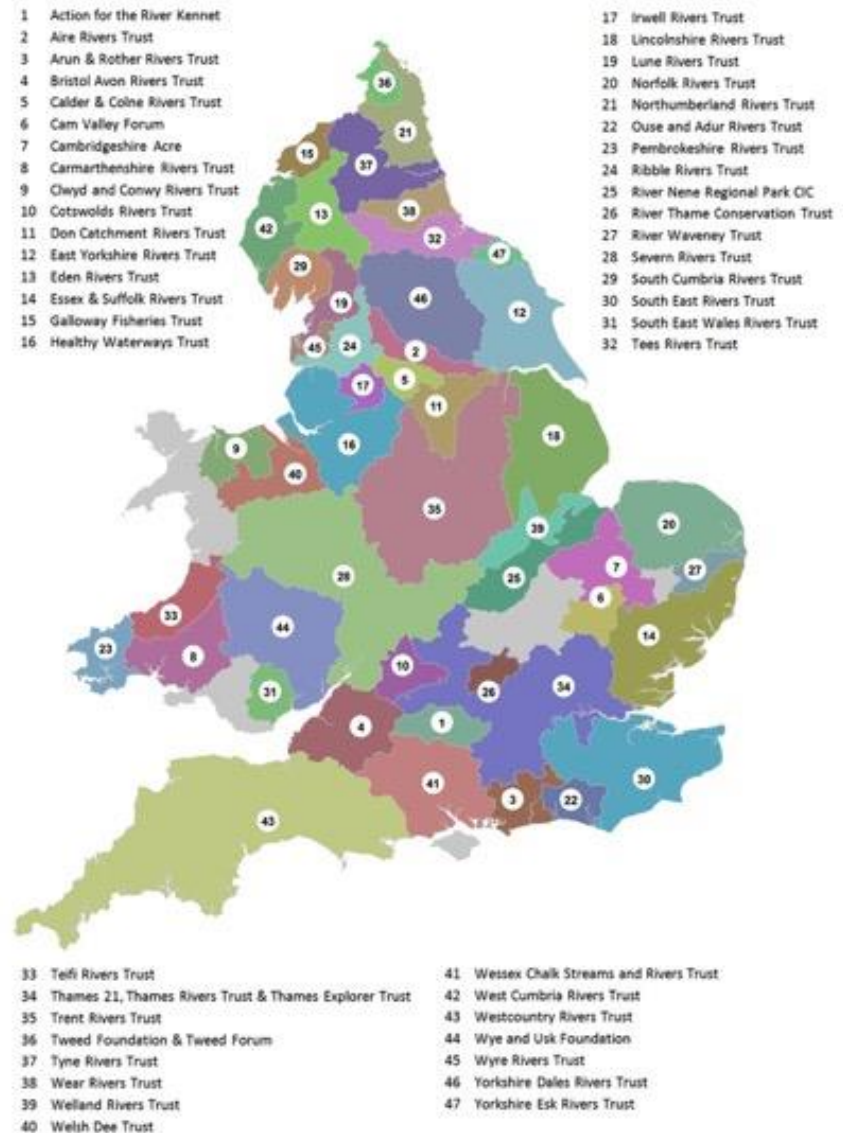 1 Action for the River Kennet
2 Aire Rivers Trust
3 Arun & Rother Rivers Trust
4 Bristol Avon Rivers Trust
5 Calder & Colne Rivers Trust
6 Cam Valley Forum
7 Cambridgeshire Acre
8 Carmarthenshire Rivers Trust
9 Clwyd and Conwy Rivers Trust
10 Cotswolds Rivers Trust
11 Don Catchment Rivers Trust
12 East Yorkshire Rivers Trust
13 Eden Rivers Trust
14 Essex & Suffolk Rivers Trust
15 Galloway Fisheries Trust
16 Healthy Waterways Trust
17 Irwell Rivers Trust
18 Lincolnshire Rivers Trust
19 Lune Rivers Trust
20 Norfolk Rivers Trust
21 Northumberland Rivers Trust
22 Ouse and Adur Rivers Trust
23 Pembrokeshire Rivers Trust
24 Ribble Rivers Trust
25 River Nene Regional Park CIC
26 River Thame Conservation Trust
27 River Waveney Trust
28 Severn Rivers Trust
29 South Cumbria Rivers Trust
30 South East Rivers Trust
31 South East Wales Rivers Trust
32 Tees Rivers Trust
36
21
15
37
13
38
42
32
47
29
46
19
12
45
24
2
5
17
11
16
18
9
40
35
39
20
7
27
25
28
6
33
44
14
23
8
10
31
26
34
4
1
41
3
22
30
43
33 Teifi Rivers Trust
34 Thames 21, Thames Rivers Trust & Thames Explorer Trust
35 Trent Rivers Trust
36 Tweed Foundation & Tweed Forum
37 Tyne Rivers Trust
38 Wear Rivers Trust
39 Welland Rivers Trust
40 Welsh Dee Trust
41 Wessex Chalk Streams and Rivers Trust
42 West Cumbria Rivers Trust
43 Westcountry Rivers Trust
44 Wye and Usk Foundation
45 Wyre Rivers Trust
46 Yorkshire Dales Rivers Trust
47 Yorkshire Esk Rivers Trust